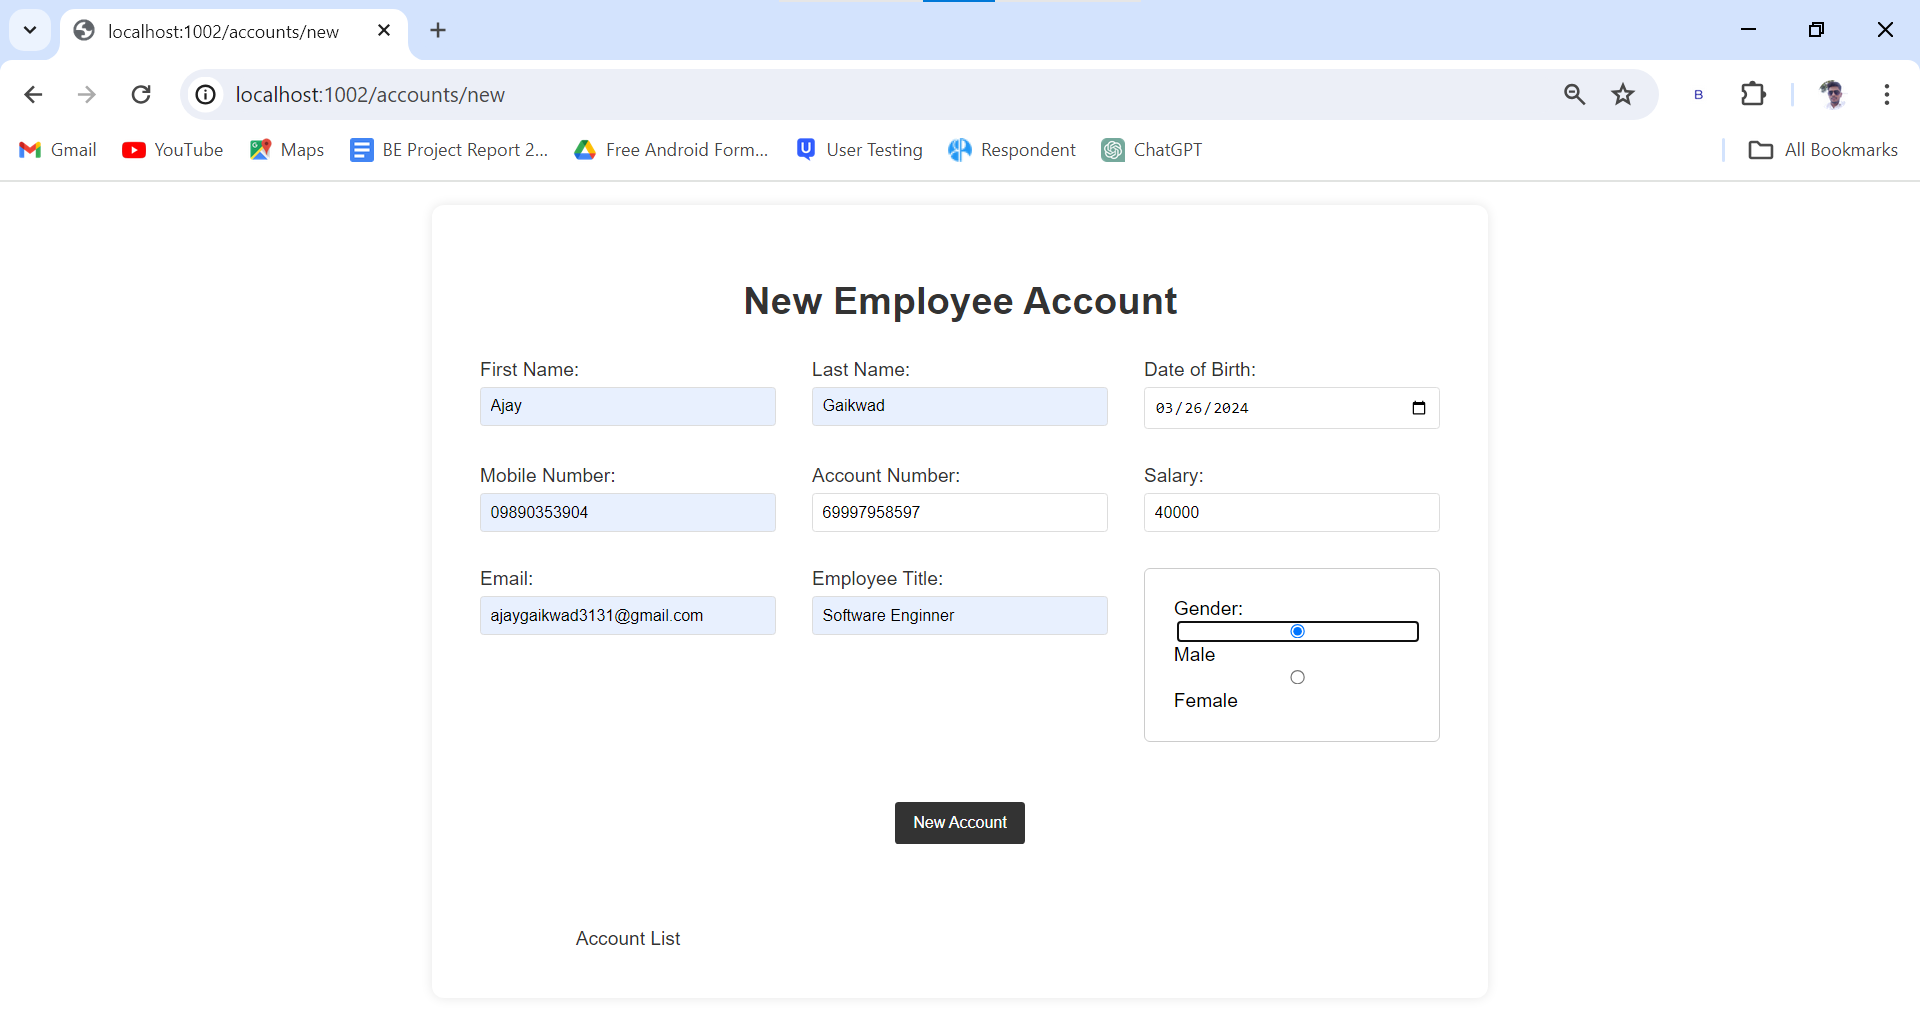 localhost:1002/accounts/new
localhost:1002/accounts/new
B
Gmail YouTube Maps BE Project Report 2... Free Android Form... User Testing Respondent ChatGPT All Bookmarks
New Employee Account
First Name: Last Name: Date of Birth:
Ajay Gaikwad 03/26/2024
Mobile Number: Account Number: Salary:
09890353904 69997958597 40000
Email: Employee Title:
ajaygaikwad3131@gmail.com Software Enginner
Gender:
Male
Female
New Account
Account List